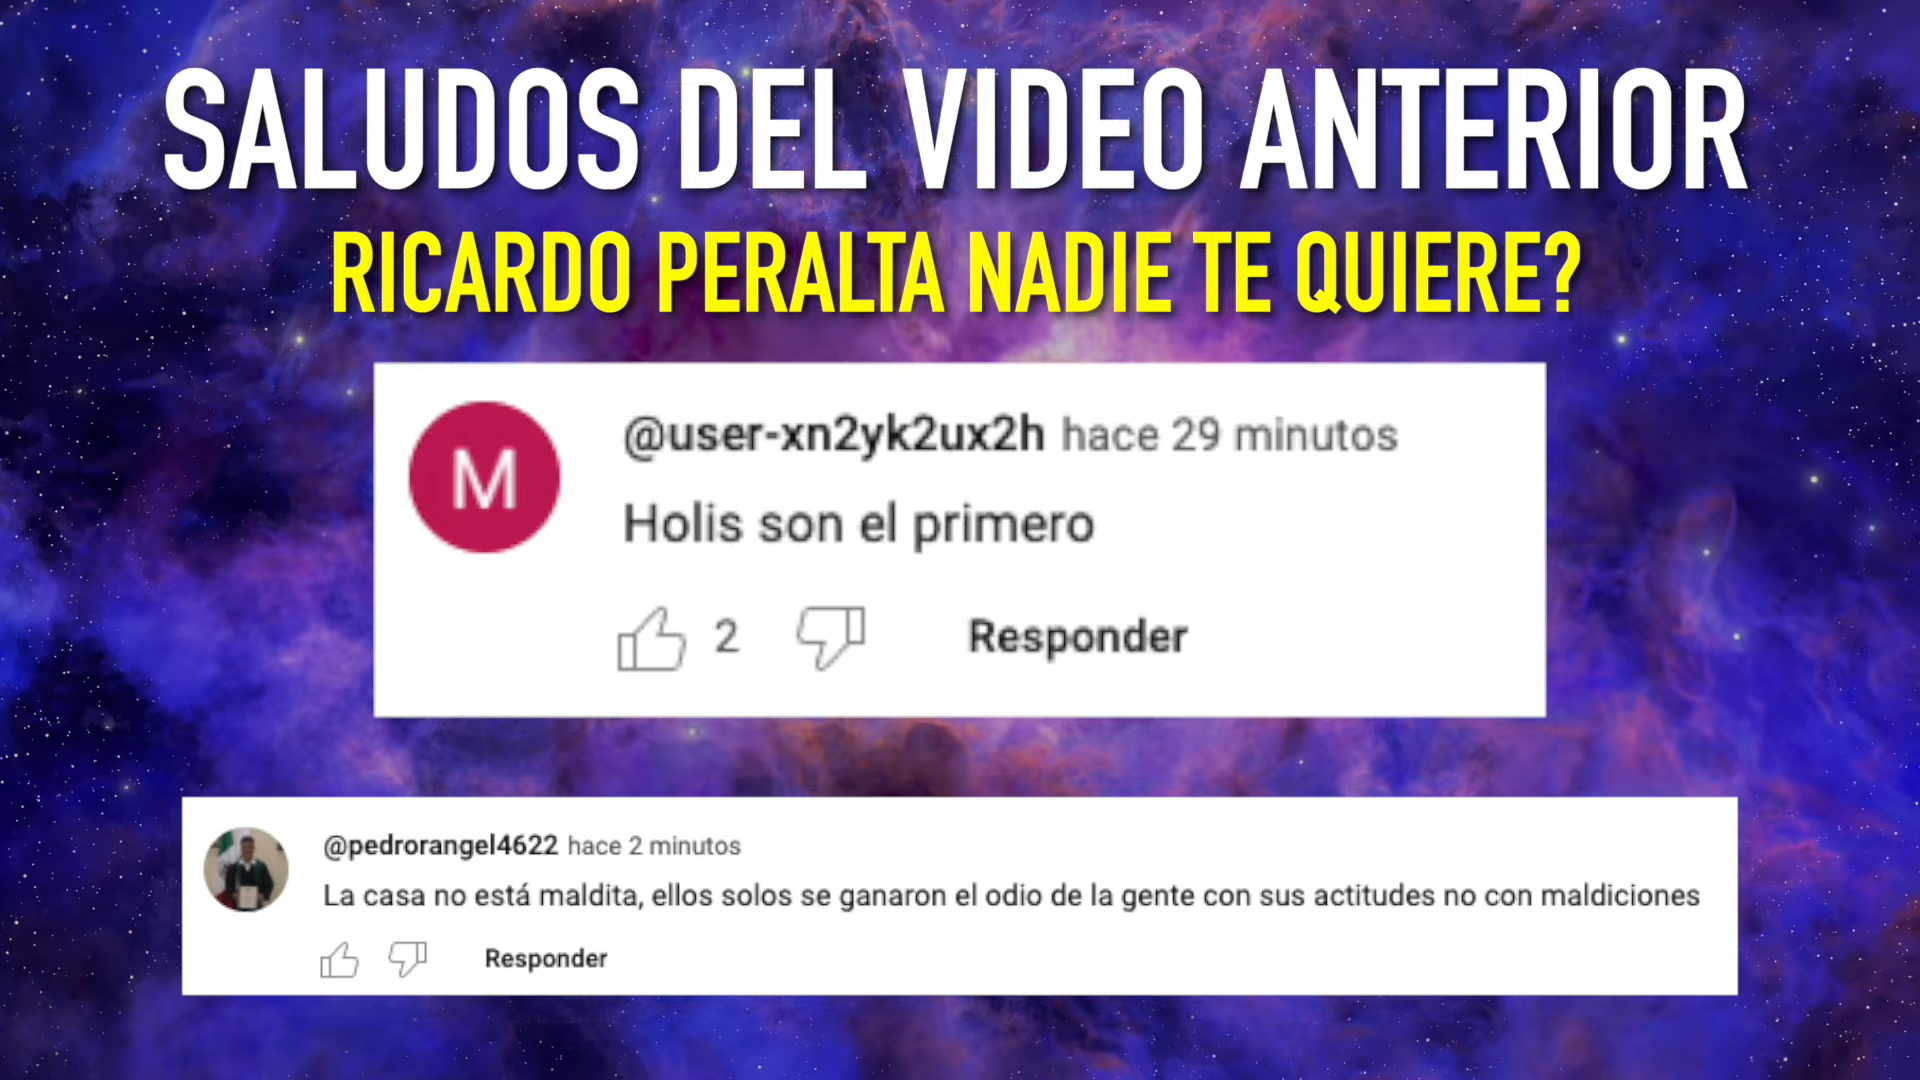 SALUDOS DEL VIDEO ANTERIOR
RICARDO PERALTA NADIE TE QUIERE?
M
@user-xn2yk2ux2h hace 29 minutos
Holis son el primero
2 Responder
@pedrorangel4622 hace 2 minutos
La casa no está maldita, ellos solos se ganaron el odio de la gente con sus actitudes no con maldiciones
Responder